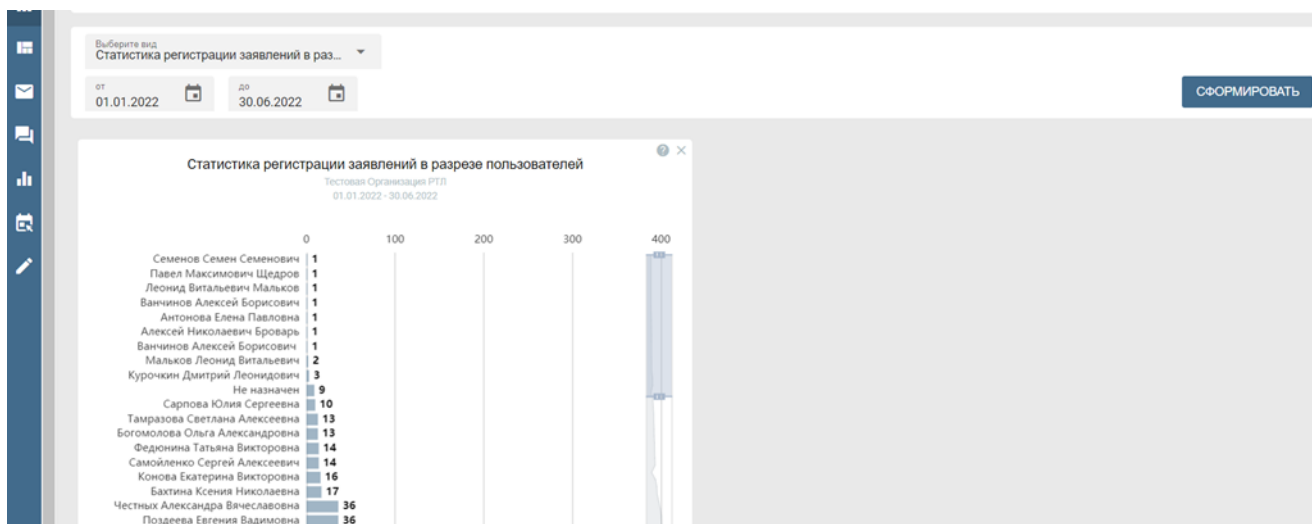 Выберите вид
Статистика регистрации заявлений в раз...
от
01.01.2022
до
30.06.2022
СФОРМИРОВАТЬ
Статистика регистрации заявлений в разрезе пользователей
Тестовая Организация РТЛ
01.01.2022 - 30.06.2022
0 100 200 300 400
Семенов Семен Семенович 1
Павел Максимович Щедров 1
Леонид Витальевич Мальков 1
Ванчинов Алексей Борисович 1
Антонова Елена Павловна 1
Алексей Николаевич Броварь 1
Ванчинов Алексей Борисович 1
Мальков Леонид Витальевич 2
Курочкин Дмитрий Леонидович 3
Не назначен 9
Сарпова Юлия Сергеевна 10
Тамразова Светлана Алексеевна 13
Богомолова Ольга Александровна 13
Федюнина Татьяна Викторовна 14
Самойленко Сергей Алексеевич 14
Конова Екатерина Викторовна 16
Бахтина Ксения Николаевна 17
Честных Александра Вячеславовна 36
Поздеева Евгения Вадимовна 36